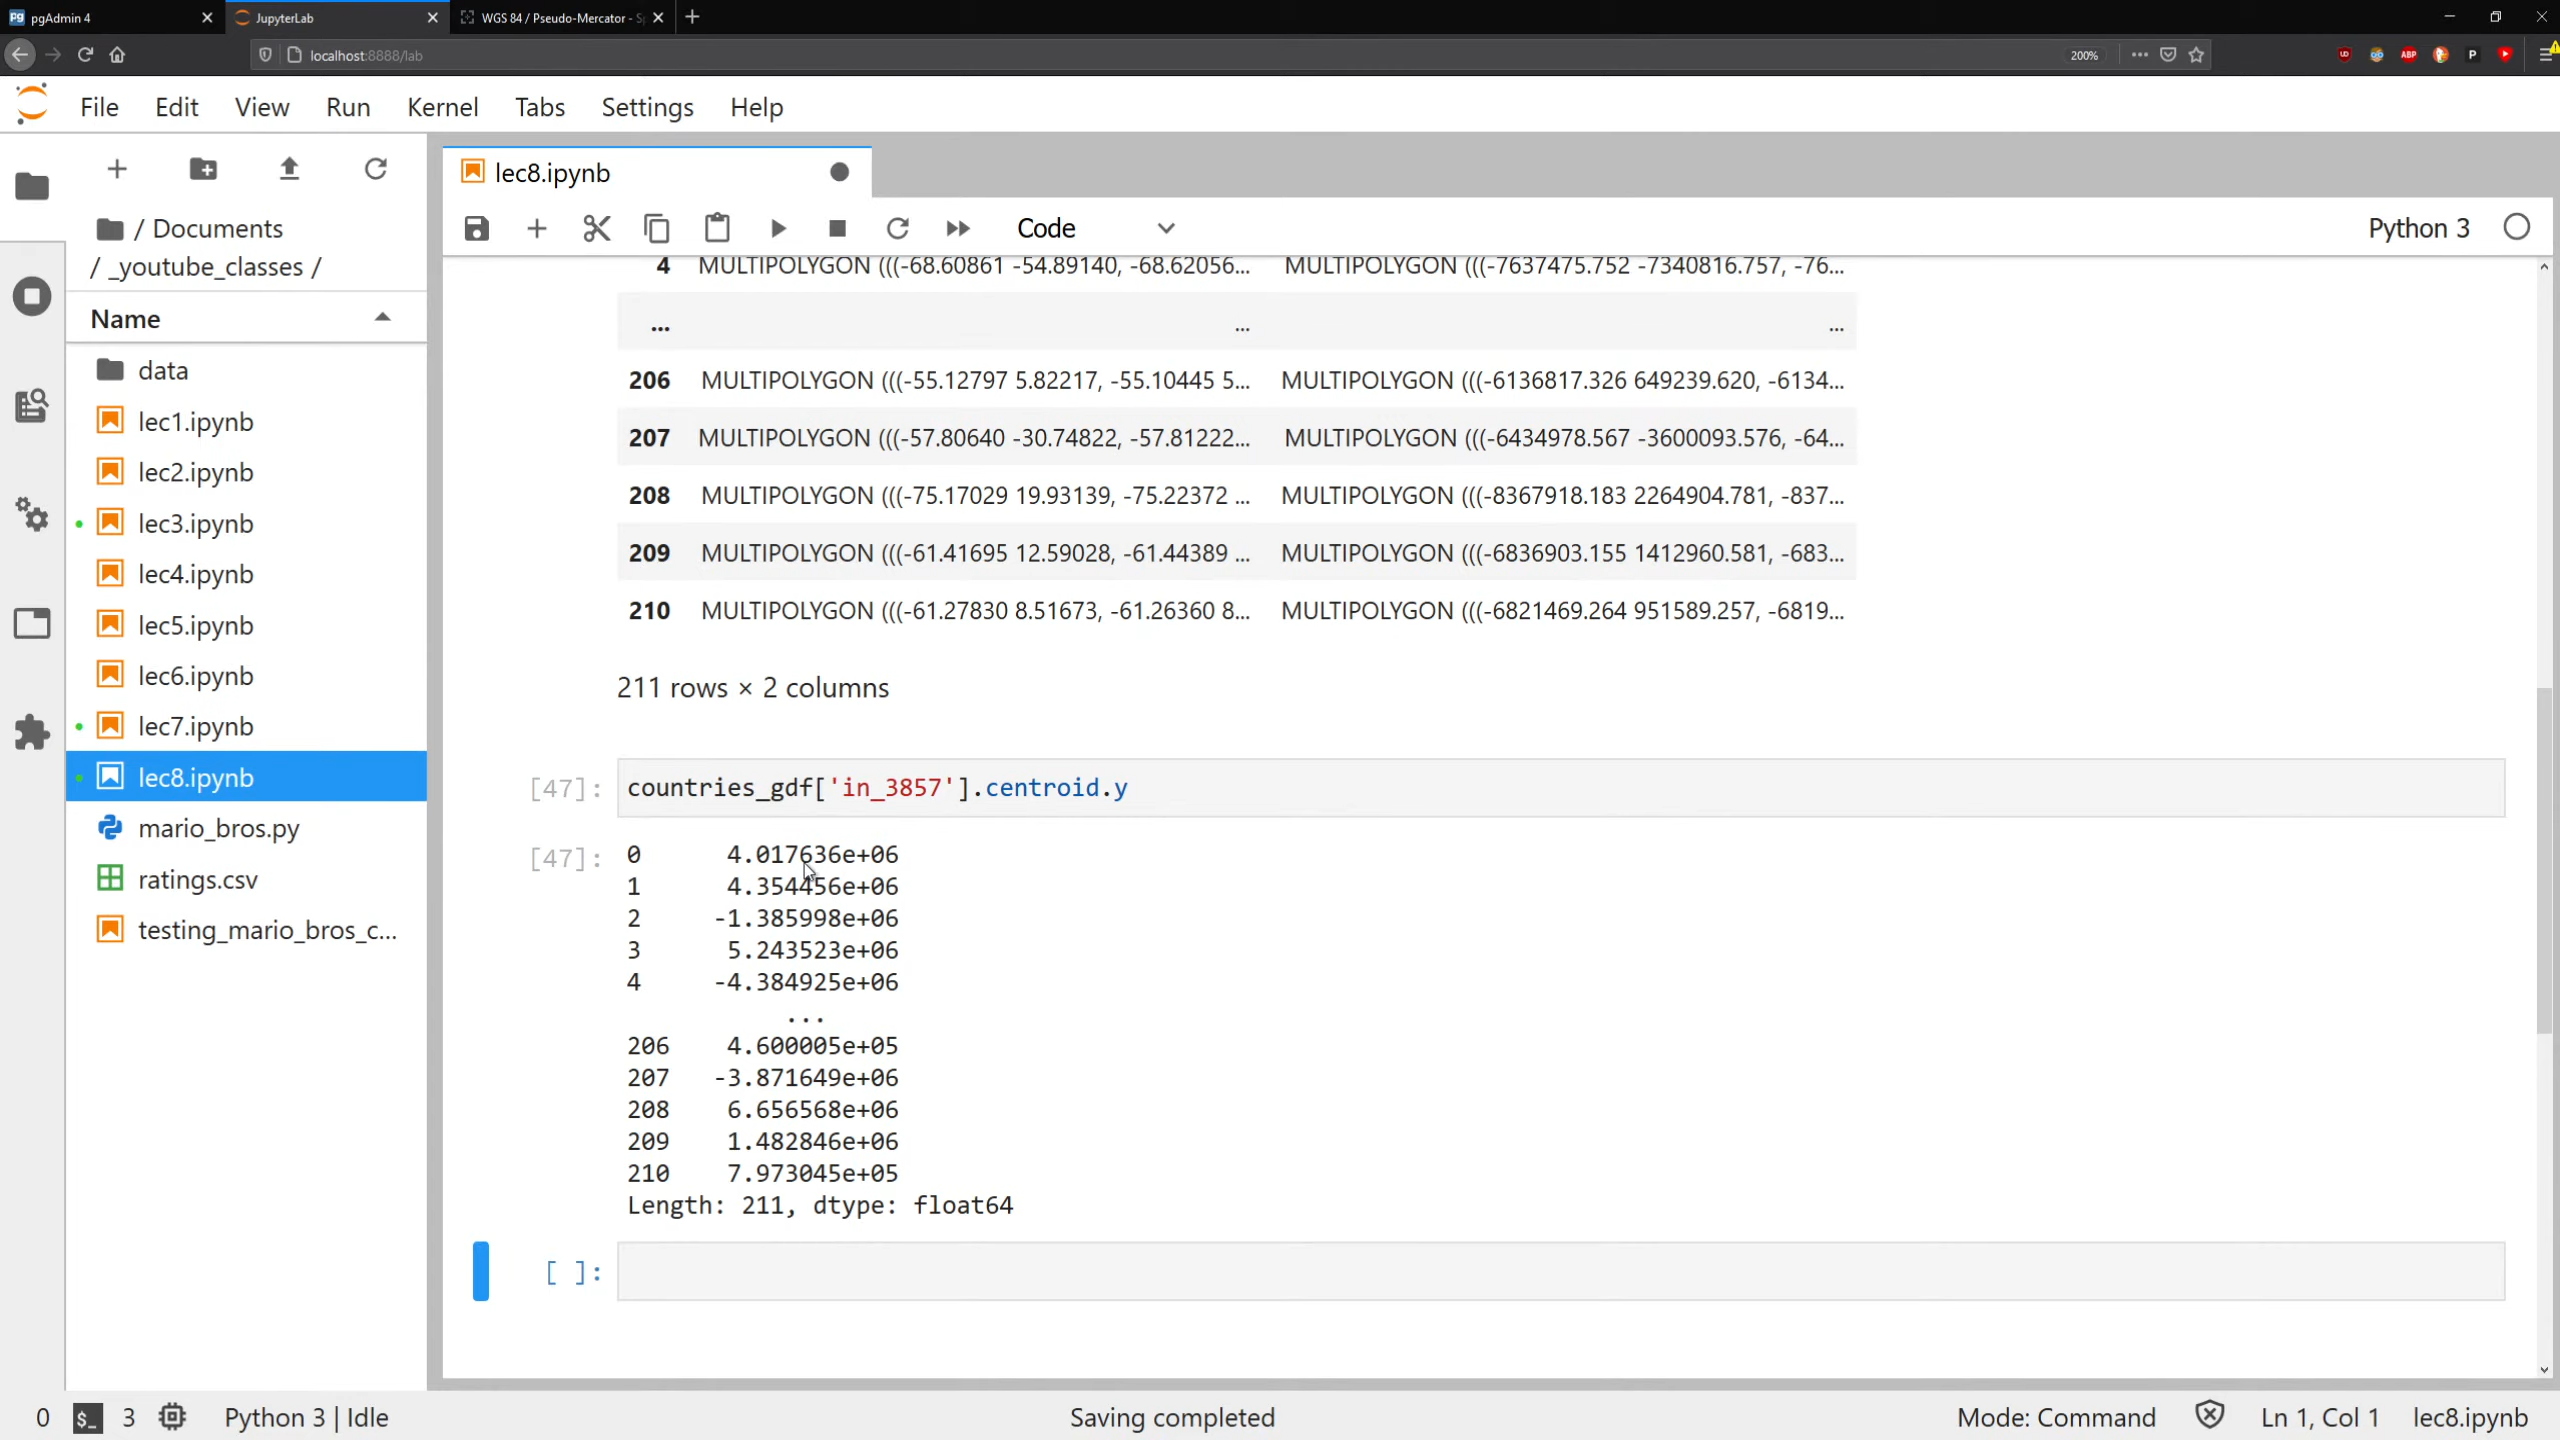 pgAdmin 4
JupyterLab
WGS 84 / Pseudo-Mercator - Sp
localhost:8888/lab
200%
File Edit View Run Kernel Tabs Settings Help
/ Documents
/ _youtube_classes /
Name
data
lec1.ipynb
lec2.ipynb
lec3.ipynb
lec4.ipynb
lec5.ipynb
lec6.ipynb
lec7.ipynb
lec8.ipynb
mario_bros.py
ratings.csv
testing_mario_bros_c...
lec8.ipynb
Code
Python 3
4 MULTIPOLYGON (((-68.60861 -54.89140, -68.62056... MULTIPOLYGON (((-7637475.752 -7340816.757, -76...
... ... ...
206 MULTIPOLYGON (((-55.12797 5.82217, -55.10445 5... MULTIPOLYGON (((-6136817.326 649239.620, -6134...
207 MULTIPOLYGON (((-57.80640 -30.74822, -57.81222... MULTIPOLYGON (((-6434978.567 -3600093.576, -64...
208 MULTIPOLYGON (((-75.17029 19.93139, -75.22372 ... MULTIPOLYGON (((-8367918.183 2264904.781, -837...
209 MULTIPOLYGON (((-61.41695 12.59028, -61.44389 ... MULTIPOLYGON (((-6836903.155 1412960.581, -683...
210 MULTIPOLYGON (((-61.27830 8.51673, -61.26360 8... MULTIPOLYGON (((-6821469.264 951589.257, -6819...
211 rows × 2 columns
[47]: countries_gdf['in_3857'].centroid.y
[47]: 0 4.017636e+06
1 4.354456e+06
2 -1.385998e+06
3 5.243523e+06
4 -4.384925e+06
...
206 4.600005e+05
207 -3.871649e+06
208 6.656568e+06
209 1.482846e+06
210 7.973045e+05
Length: 211, dtype: float64
[ ]:
0 $_ 3 Python 3 | Idle Saving completed Mode: Command Ln 1, Col 1 lec8.ipynb